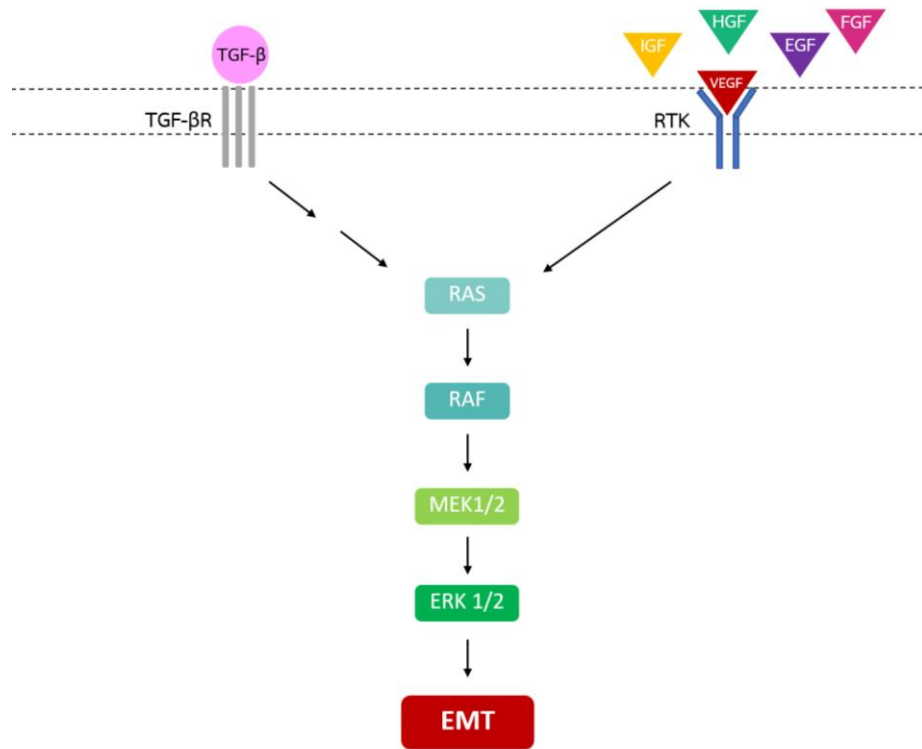 TGF-β
IGF
HGF
EGF
FGF
VEGF
TGF-βR
RTK
RAS
RAF
MEK1/2
ERK 1/2
EMT